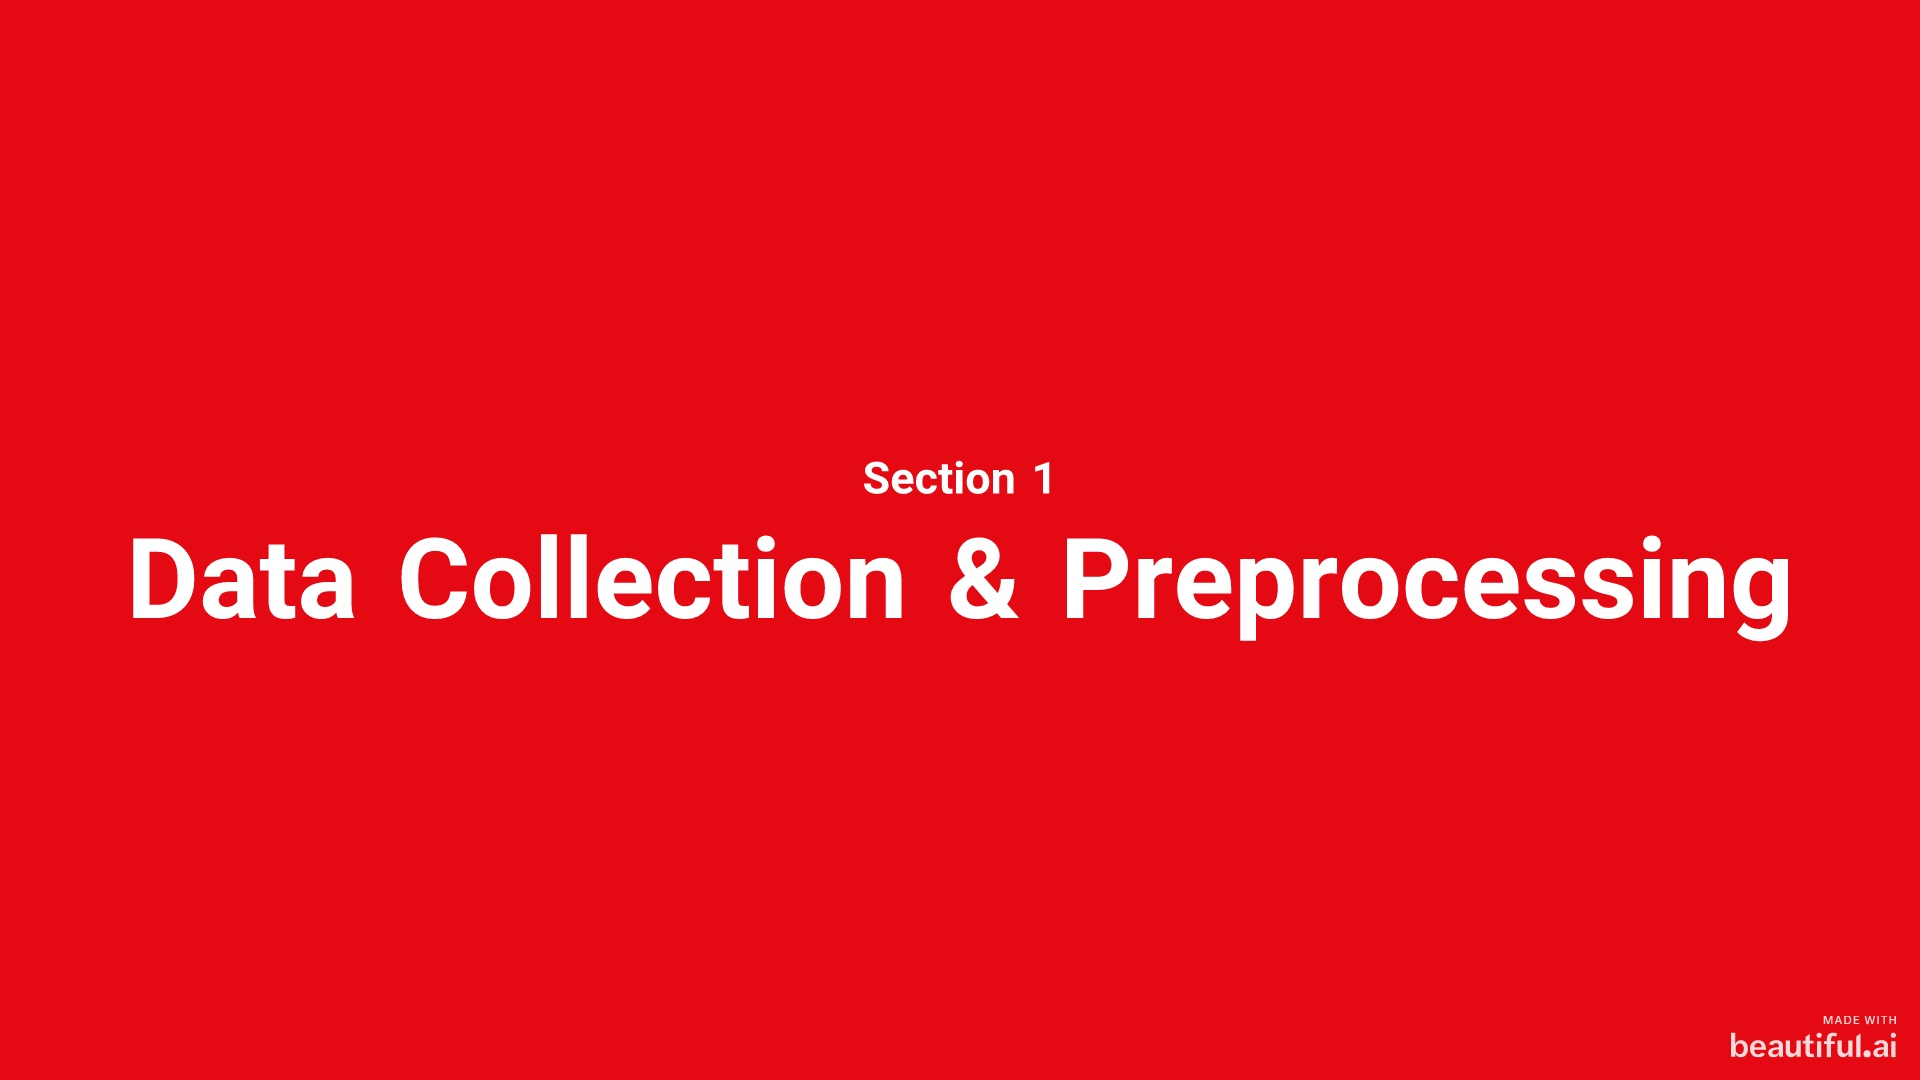 Section 1
Data Collection & Preprocessing
MADE WITH
beautiful.ai